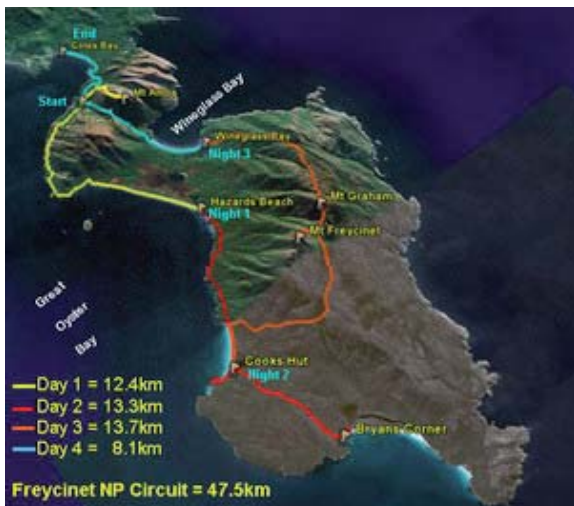 End
Coles Bay
Start
Mt Amos
Wineglass Bay
Wineglass Bay
Night 3
Hazards Beach
Night 1
Mt Graham
Mt Freycinet
Great
Oyster
Bay
Cooks Hut
Night 2
Bryans Corner
Day 1 = 12.4km
Day 2 = 13.3km
Day 3 = 13.7km
Day 4 = 8.1km
Freycinet NP Circuit = 47.5km